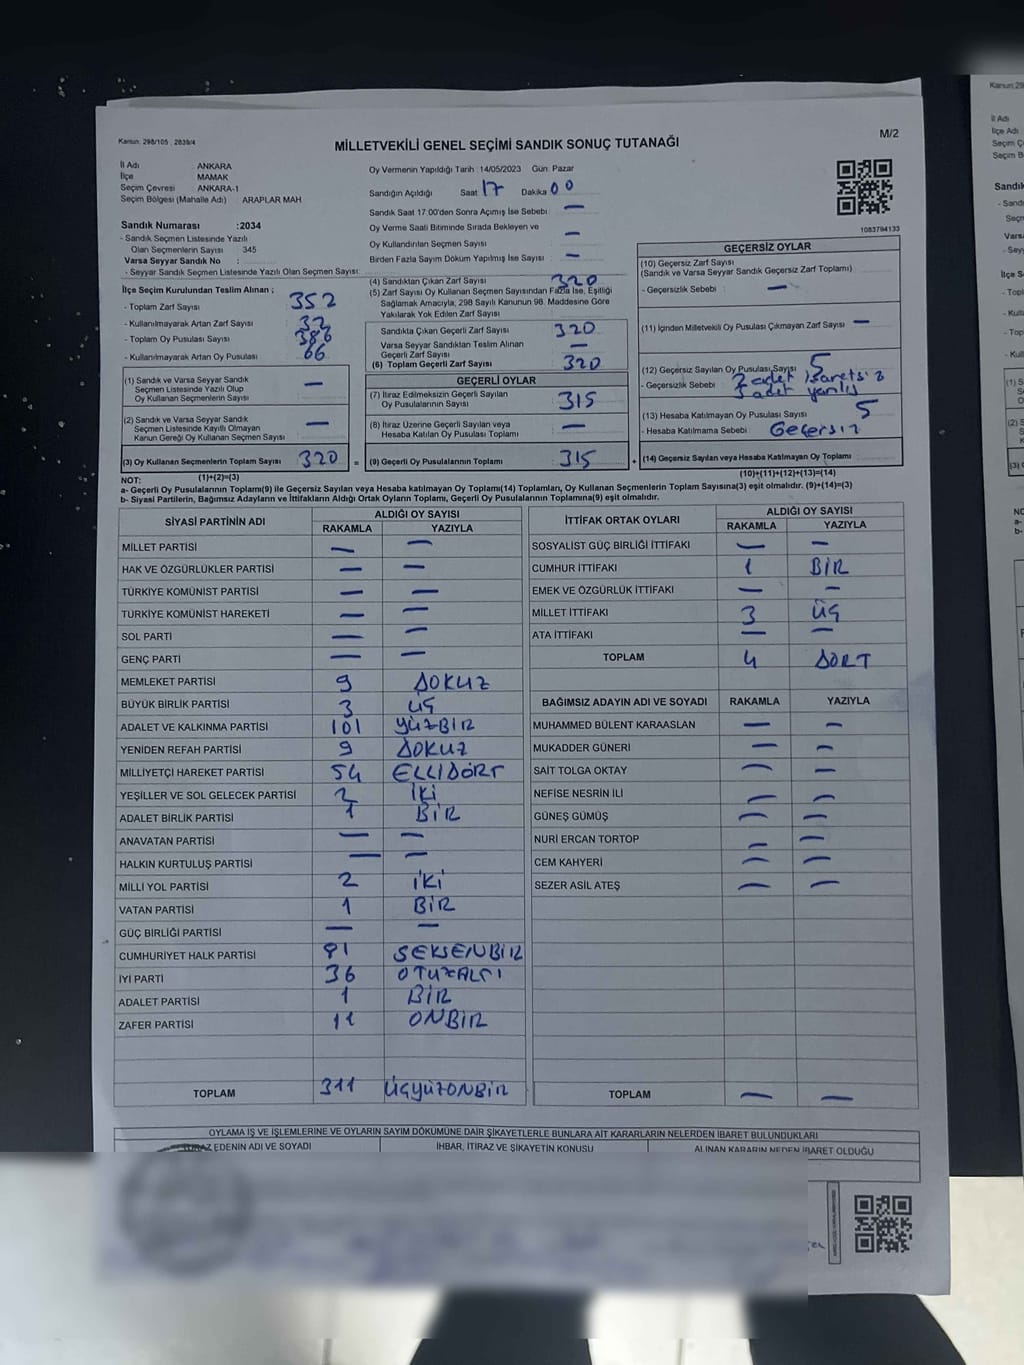 Kanun: 298/105 , 2839/4
MİLLETVEKİLİ GENEL SEÇİMİ SANDIK SONUÇ TUTANAĞI
M/2
İl Adı ANKARA
İlçe MAMAK
Seçim Çevresi ANKARA-1
Seçim Bölgesi (Mahalle Adı) ARAPLAR MAH
Oy Vermenin Yapıldığı Tarih :14/05/2023 Gün: Pazar
Sandığın Açıldığı Saat 17 Dakika 00
Sandık Saat 17:00'den Sonra Açılmış İse Sebebi: —
Oy Verme Saati Bitiminde Sırada Bekleyen ve
Oy Kullandırılan Seçmen Sayısı —
Birden Fazla Sayım Döküm Yapılmış İse Sayısı : —
Sandık Numarası :2034
- Sandık Seçmen Listesinde Yazılı
Olan Seçmenlerin Sayısı 345
Varsa Seyyar Sandık No :
- Seyyar Sandık Seçmen Listesinde Yazılı Olan Seçmen Sayısı:
1083794133
İlçe Seçim Kurulundan Teslim Alınan ;
- Toplam Zarf Sayısı 352
- Kullanılmayarak Artan Zarf Sayısı 32
- Toplam Oy Pusulası Sayısı 386
- Kullanılmayarak Artan Oy Pusulası 66
(1) Sandık ve Varsa Seyyar Sandık
Seçmen Listesinde Yazılı Olup
Oy Kullanan Seçmenlerin Sayısı —
(2) Sandık ve Varsa Seyyar Sandık
Seçmen Listesinde Kayıtlı Olmayan
Kanun Gereği Oy Kullanan Seçmen Sayısı —
(3) Oy Kullanan Seçmenlerin Toplam Sayısı 320
(1)+(2)=(3)
(4) Sandıktan Çıkan Zarf Sayısı 320
(5) Zarf Sayısı Oy Kullanan Seçmen Sayısından Fazla İse, Eşitliği
Sağlamak Amacıyla, 298 Sayılı Kanunun 98. Maddesine Göre
Yakılarak Yok Edilen Zarf Sayısı
Sandıkta Çıkan Geçerli Zarf Sayısı 320
Varsa Seyyar Sandıktan Teslim Alınan
Geçerli Zarf Sayısı —
(6) Toplam Geçerli Zarf Sayısı 320
GEÇERLİ OYLAR
(7) İtiraz Edilmeksizin Geçerli Sayılan
Oy Pusulalarının Sayısı 315
(8) İtiraz Üzerine Geçerli Sayılan veya
Hesaba Katılan Oy Pusulası Toplamı —
= (9) Geçerli Oy Pusulalarının Toplamı 315
GEÇERSİZ OYLAR
(10) Geçersiz Zarf Sayısı
(Sandık ve Varsa Seyyar Sandık Geçersiz Zarf Toplamı)
- Geçersizlik Sebebi : —
(11) İçinden Milletvekili Oy Pusulası Çıkmayan Zarf Sayısı —
(12) Geçersiz Sayılan Oy Pusulası Sayısı 5
- Geçersizlik Sebebi : 2 adet işaretsiz
3 adet yanlış
(13) Hesaba Katılmayan Oy Pusulası Sayısı 5
- Hesaba Katılmama Sebebi : Geçersiz
+ (14) Geçersiz Sayılan veya Hesaba Katılmayan Oy Toplamı
(10)+(11)+(12)+(13)=(14)
NOT:
a- Geçerli Oy Pusulalarının Toplamı(9) ile Geçersiz Sayılan veya Hesaba Katılmayan Oy Toplamı(14) Toplamları, Oy Kullanan Seçmenlerin Toplam Sayısına(3) eşit olmalıdır. (9)+(14)=(3)
b- Siyasi Partilerin, Bağımsız Adayların ve İttifakların Aldığı Ortak Oyların Toplamı, Geçerli Oy Pusulalarının Toplamına(9) eşit olmalıdır.
SİYASİ PARTİNİN ADI ALDIĞI OY SAYISI
RAKAMLA YAZIYLA
MİLLET PARTİSİ — —
HAK VE ÖZGÜRLÜKLER PARTİSİ — —
TÜRKİYE KOMÜNİST PARTİSİ — —
TÜRKİYE KOMÜNİST HAREKETİ — —
SOL PARTİ — —
GENÇ PARTİ — —
MEMLEKET PARTİSİ 9 DOKUZ
BÜYÜK BİRLİK PARTİSİ 3 ÜÇ
ADALET VE KALKINMA PARTİSİ 101 YÜZBİR
YENİDEN REFAH PARTİSİ 9 DOKUZ
MİLLİYETÇİ HAREKET PARTİSİ 54 ELLİDÖRT
YEŞİLLER VE SOL GELECEK PARTİSİ 2 İKİ
ADALET BİRLİK PARTİSİ 1 BİR
ANAVATAN PARTİSİ — —
HALKIN KURTULUŞ PARTİSİ — —
MİLLİ YOL PARTİSİ 2 İKİ
VATAN PARTİSİ 1 BİR
GÜÇ BİRLİĞİ PARTİSİ — —
CUMHURİYET HALK PARTİSİ 81 SEKSENBİR
İYİ PARTİ 36 OTUZALTI
ADALET PARTİSİ 1 BİR
ZAFER PARTİSİ 11 ONBİR
TOPLAM 311 ÜÇYÜZONBİR
İTTİFAK ORTAK OYLARI ALDIĞI OY SAYISI
RAKAMLA YAZIYLA
SOSYALİST GÜÇ BİRLİĞİ İTTİFAKI — —
CUMHUR İTTİFAKI 1 BİR
EMEK VE ÖZGÜRLÜK İTTİFAKI — —
MİLLET İTTİFAKI 3 ÜÇ
ATA İTTİFAKI — —
TOPLAM 4 DÖRT
BAĞIMSIZ ADAYIN ADI VE SOYADI RAKAMLA YAZIYLA
MUHAMMED BÜLENT KARAASLAN — —
MUKADDER GÜNERİ — —
SAİT TOLGA OKTAY — —
NEFİSE NESRİN İLİ — —
GÜNEŞ GÜMÜŞ — —
NURİ ERCAN TORTOP — —
CEM KAHYERİ — —
SEZER ASİL ATEŞ — —
TOPLAM — —
OYLAMA İŞ VE İŞLEMLERİNE VE OYLARIN SAYIM DÖKÜMÜNE DAİR ŞİKAYETLERLE BUNLARA AİT KARARLARIN NELERDEN İBARET BULUNDUKLARI
EDENİN ADI VE SOYADI İHBAR, İTİRAZ VE ŞİKAYETİN KONUSU ALINAN KARARIN NEDEN İBARET OLDUĞU